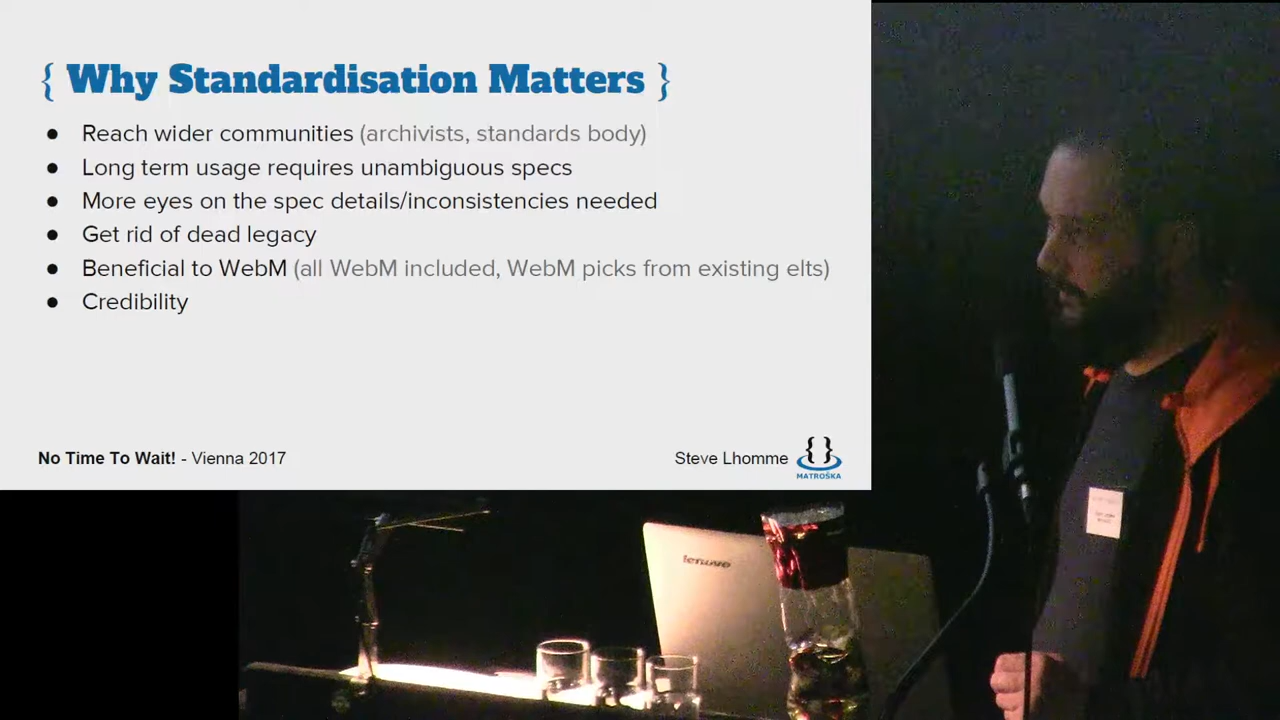 { Why Standardisation Matters }
● Reach wider communities (archivists, standards body)
● Long term usage requires unambiguous specs
● More eyes on the spec details/inconsistencies needed
● Get rid of dead legacy
● Beneficial to WebM (all WebM included, WebM picks from existing elts)
● Credibility
No Time To Wait! - Vienna 2017
Steve Lhomme
{ }
MATROŠKA
lenovo